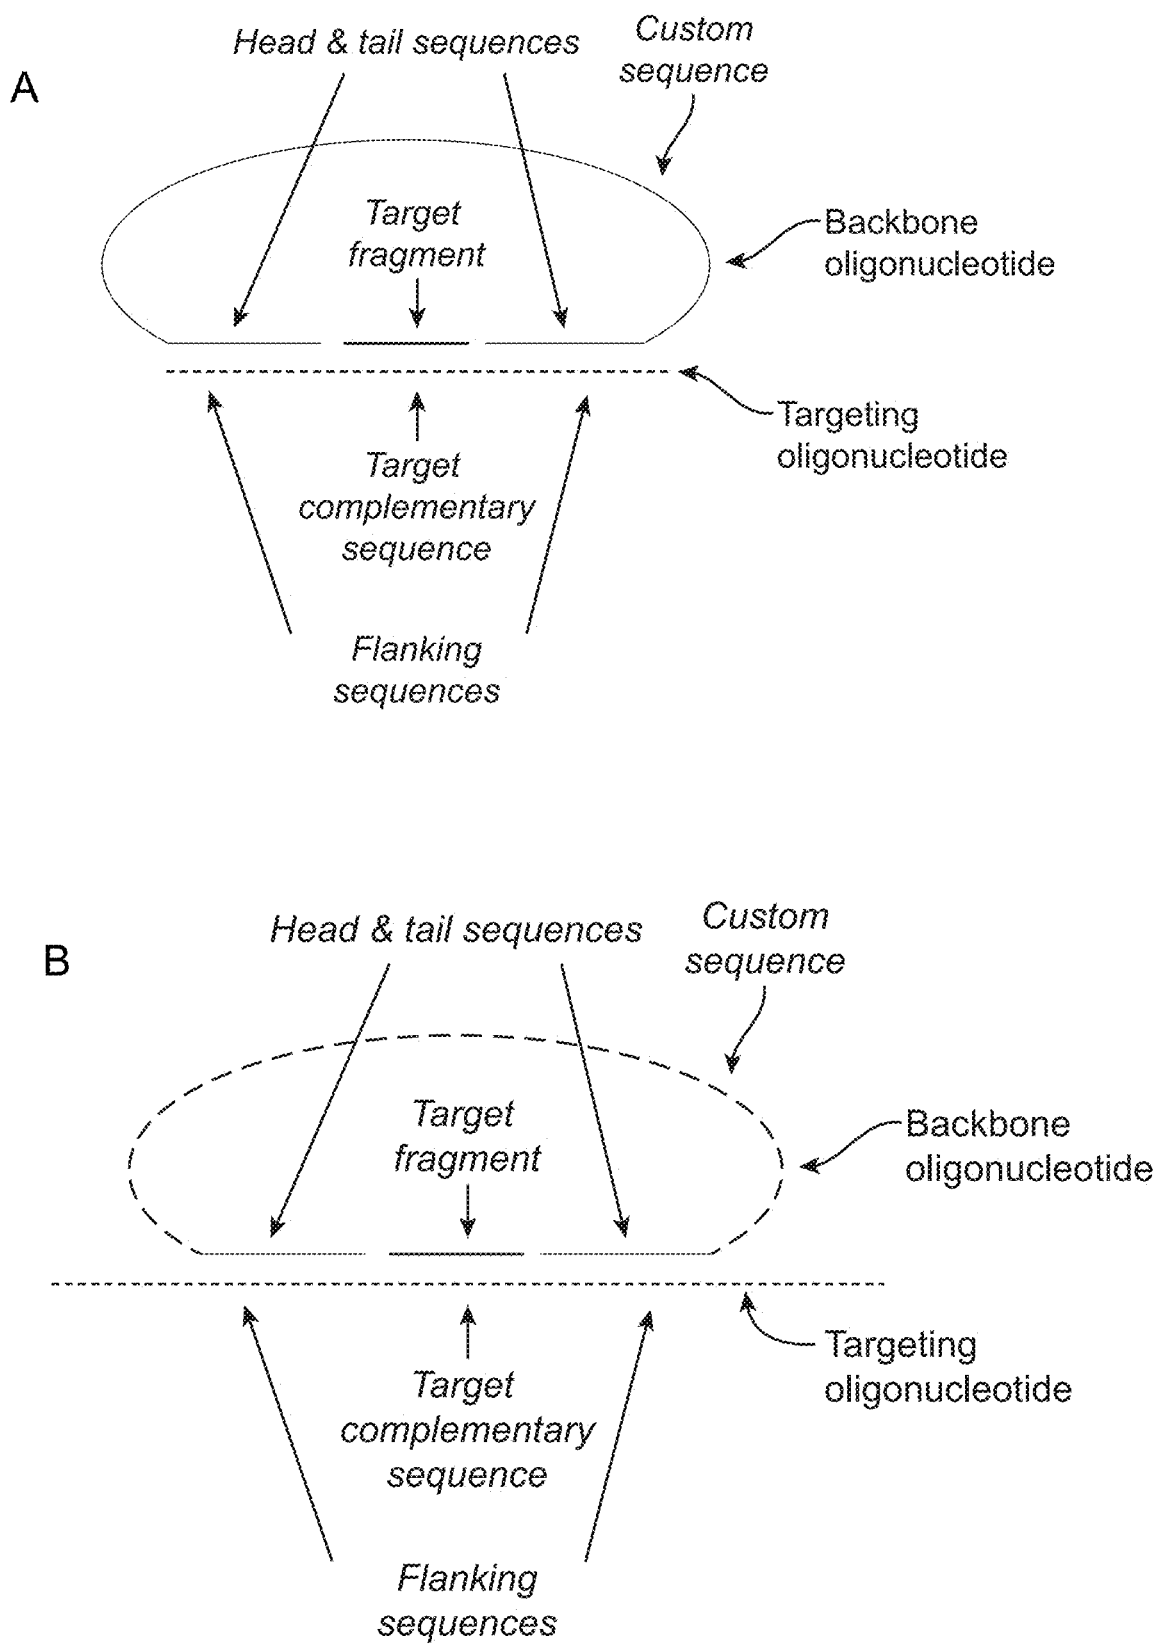 Head & tail sequences
Custom
sequence
A
Target
fragment
Backbone
oligonucleotide
Targeting
oligonucleotide
Target
complementary
sequence
Flanking
sequences
Head & tail sequences
Custom
sequence
B
Target
fragment
Backbone
oligonucleotide
Targeting
oligonucleotide
Target
complementary
sequence
Flanking
sequences